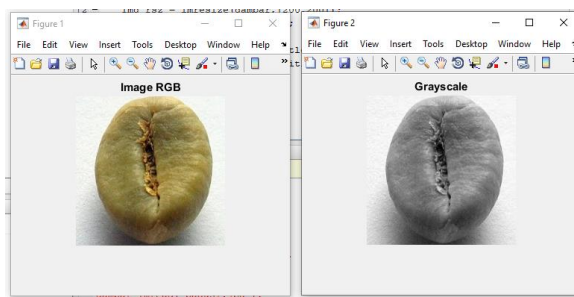 Figure 1
File Edit View Insert Tools Desktop Window Help
Image RGB
Figure 2
File Edit View Insert Tools Desktop Window Help
Grayscale